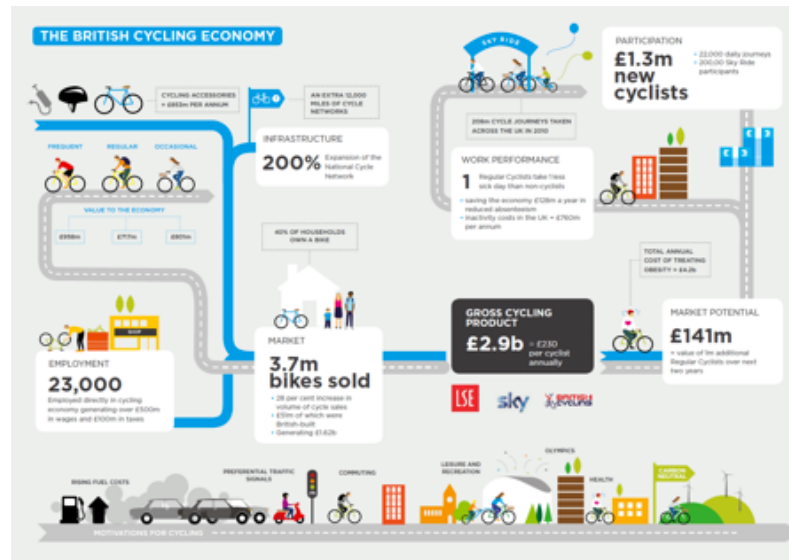 THE BRITISH CYCLING ECONOMY
CYCLING ACCESSORIES
= £853m PER ANNUM
AN EXTRA 12,000
MILES OF CYCLE
NETWORKS
INFRASTRUCTURE
200% Expansion of the
National Cycle
Network
FREQUENT REGULAR OCCASIONAL
VALUE TO THE ECONOMY
£958m £717m £801m
SKY RIDE
208m CYCLE JOURNEYS TAKEN
ACROSS THE UK IN 2010
PARTICIPATION
£1.3m
new
cyclists
• 22,000 daily journeys
• 200,00 Sky Ride
participants
WORK PERFORMANCE
1 Regular Cyclists take 1 less
sick day than non-cyclists
• saving the economy £128m a year in
reduced absenteeism
• inactivity costs in the UK = £760m
per annum
40% OF HOUSEHOLDS
OWN A BIKE
TOTAL ANNUAL
COST OF TREATING
OBESITY = £4.2b
SHOP
EMPLOYMENT
23,000
Employed directly in cycling
economy generating over £500m
in wages and £100m in taxes
MARKET
3.7m
bikes sold
• 28 per cent increase in
volume of cycle sales
• £51m of which were
British-built
• Generating £1.62b
GROSS CYCLING
PRODUCT
£2.9b = £230
per cyclist
annually
MARKET POTENTIAL
£141m
= value of 1m additional
Regular Cyclists over next
two years
LSE
sky
BRITISH
CYCLING
RISING FUEL COSTS
PREFERENTIAL TRAFFIC
SIGNALS
COMMUTING
LEISURE AND
RECREATION
OLYMPICS
HEALTH
CARBON
NEUTRAL
MOTIVATIONS FOR CYCLING